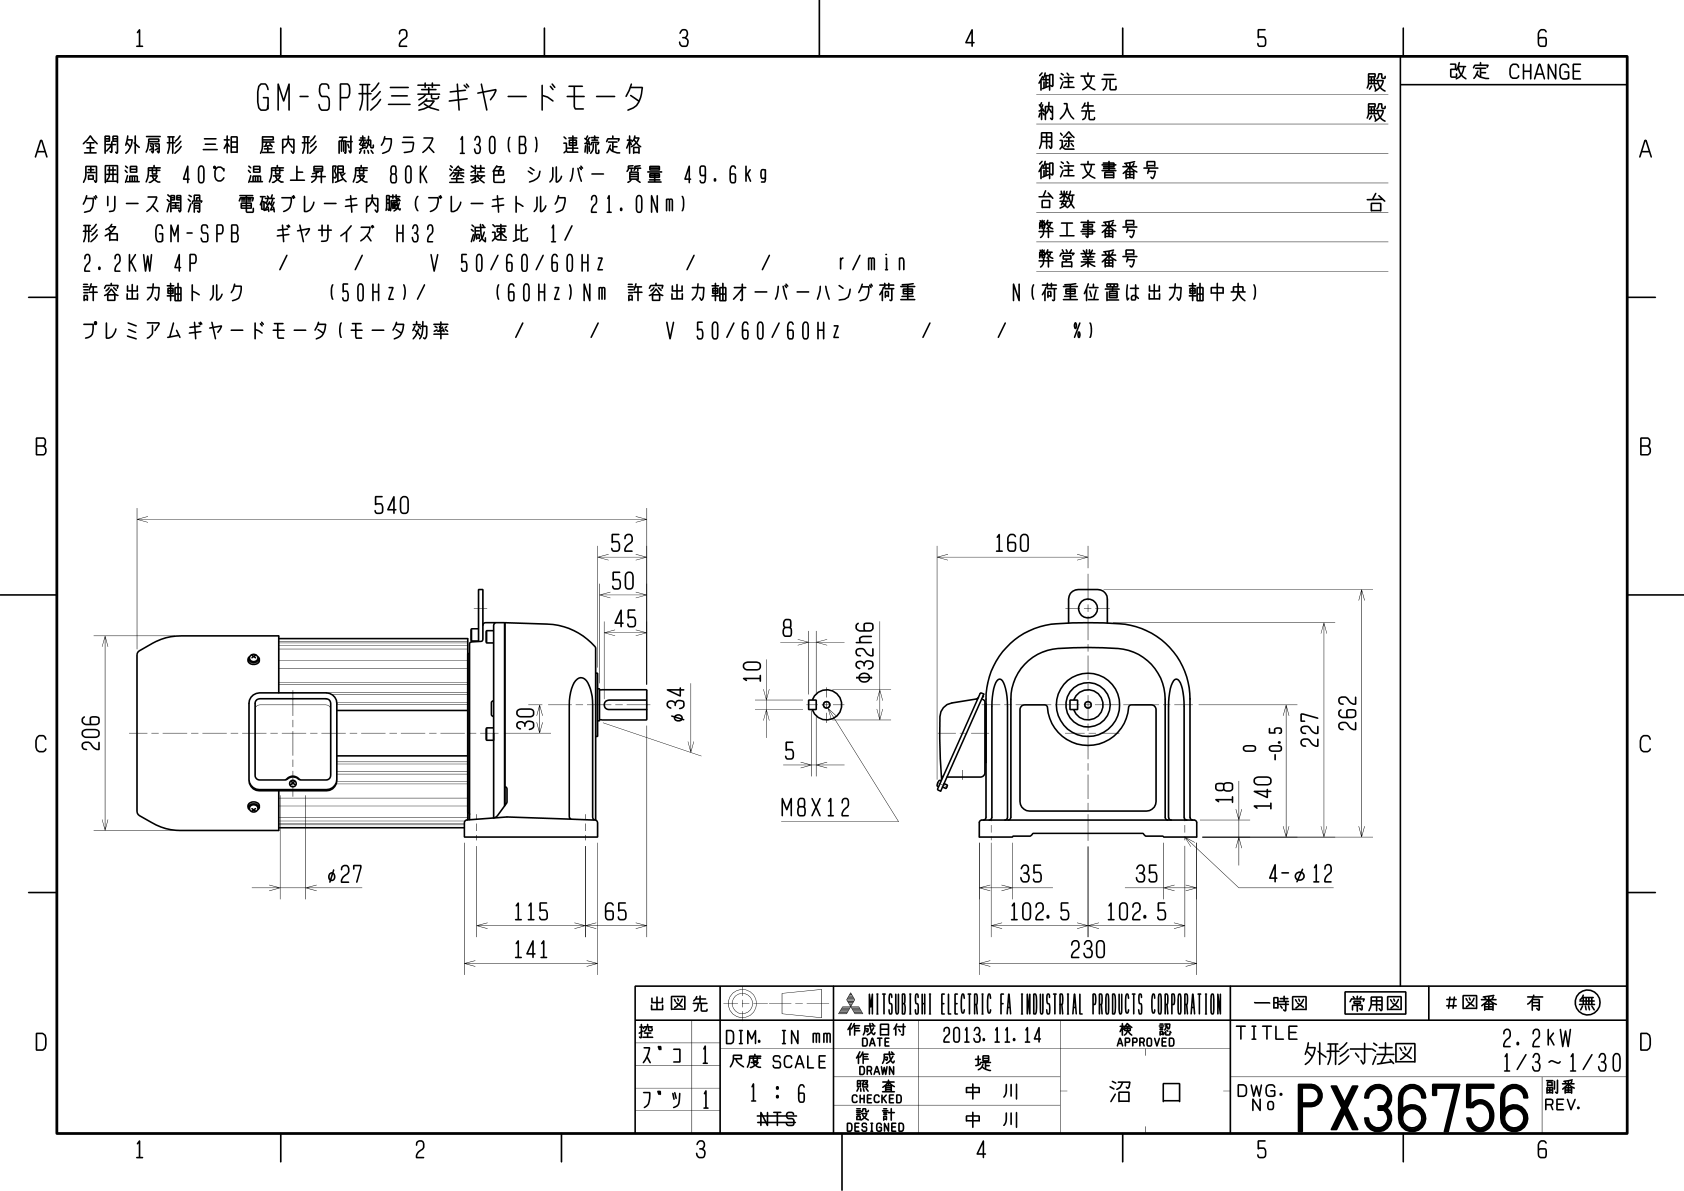 1 2 3 4 5 6
改定 CHANGE
GM-SP形三菱ギヤードモータ
全閉外扇形 三相 屋内形 耐熱クラス 130(B) 連続定格
周囲温度 40℃ 温度上昇限度 80K 塗装色 シルバー 質量 49.6kg
グリース潤滑 電磁ブレーキ内臓(ブレーキトルク 21.0Nm)
形名 GM-SPB ギヤサイズ H32 減速比 1/
2.2KW 4P / / V 50/60/60Hz / / r/min
許容出力軸トルク (50Hz)/ (60Hz)Nm 許容出力軸オーバーハング荷重 N(荷重位置は出力軸中央)
プレミアムギヤードモータ(モータ効率 / / V 50/60/60Hz / / %)
御注文元 殿
納入先 殿
用途
御注文書番号
台数 台
弊工事番号
弊営業番号
A A
B B
C C
D D
540
52
50
45
206
30
φ34
φ27
115 65
141
8
10
5
Φ32h6
M8X12
160
262
227
140 0 -0.5
18
35 35
4-φ12
102.5 102.5
230
出図先
控
ズコ 1
ブツ 1
DIM. IN mm
尺度 SCALE
1 : 6
NTS
MITSUBISHI ELECTRIC FA INDUSTRIAL PRODUCTS CORPORATION
作成日付 DATE 2013.11.14
作成 DRAWN 堤
照査 CHECKED 中川
設計 DESIGNED 中川
検認 APPROVED
沼口
一時図 常用図 #図番 有 無
TITLE
外形寸法図
2.2kW
1/3~1/30
DWG. No PX36756
副番 REV.
1 2 3 4 5 6